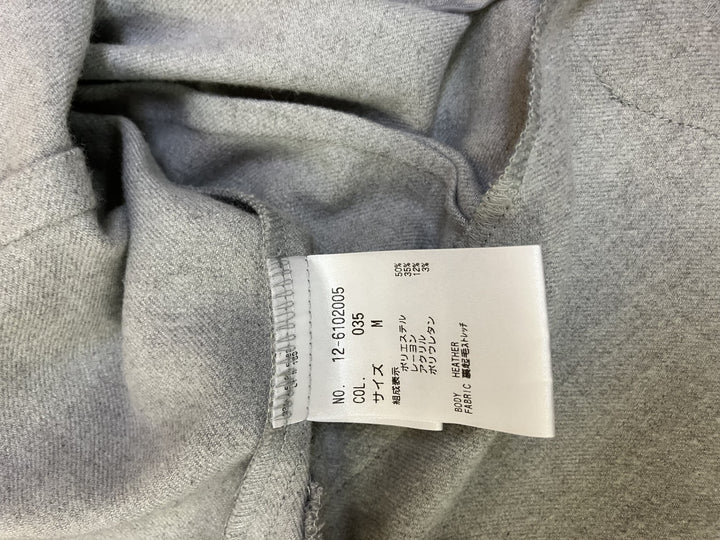 NO. 12-6102005
COL. 035
サイズ M
組成表示
ポリエステル 50%
レーヨン 35%
アクリル 12%
ポリウレタン 3%
BODY HEATHER
FABRIC 裏起毛ストレッチ